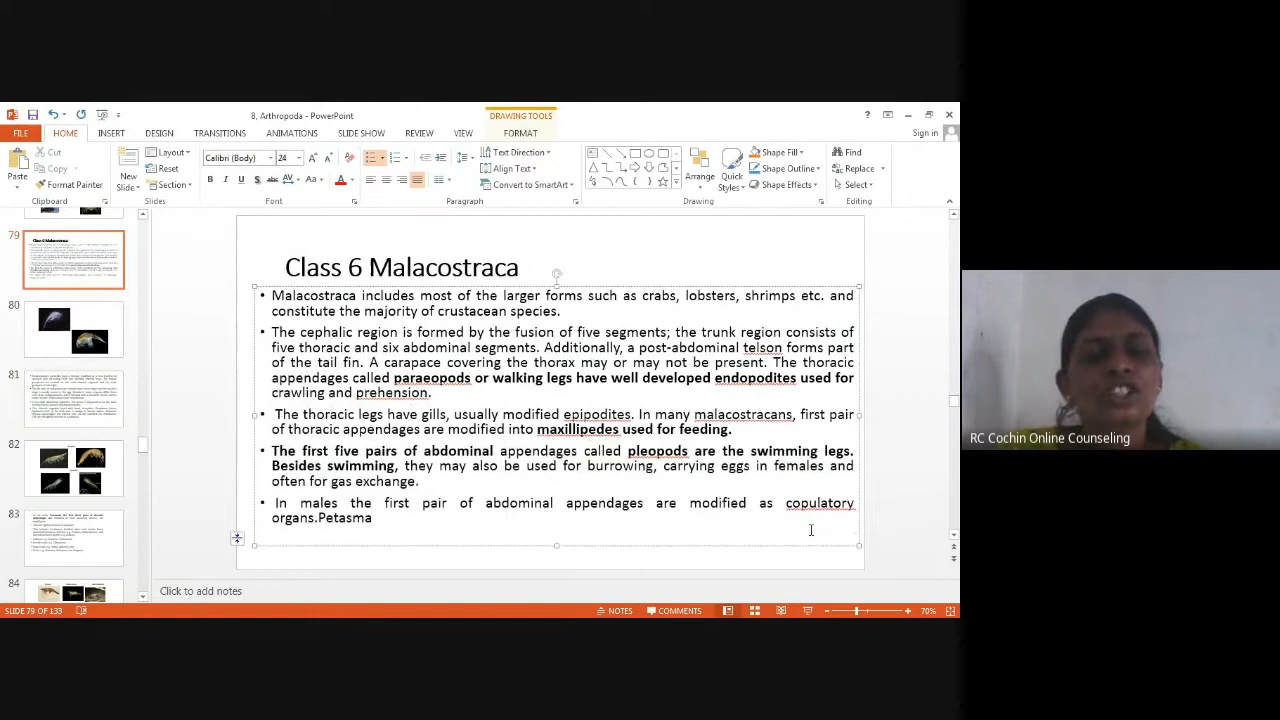 8, Arthropoda - PowerPoint
DRAWING TOOLS
FILE HOME INSERT DESIGN TRANSITIONS ANIMATIONS SLIDE SHOW REVIEW VIEW FORMAT Sign in
Paste
Cut
Copy
Format Painter
Clipboard
New Slide
Layout
Reset
Section
Slides
Calibri (Body) 24
Font
Text Direction
Align Text
Convert to SmartArt
Paragraph
Arrange
Quick Styles
Shape Fill
Shape Outline
Shape Effects
Drawing
Find
Replace
Select
Editing
79
Class 6 Malacostraca
80
81
82
83
84
Class 6 Malacostraca
• Malacostraca includes most of the larger forms such as crabs, lobsters, shrimps etc. and
constitute the majority of crustacean species.
• The cephalic region is formed by the fusion of five segments; the trunk region consists of
five thoracic and six abdominal segments. Additionally, a post-abdominal telson forms part
of the tail fin. A carapace covering the thorax may or may not be present. The thoracic
appendages called paraeopods or walking legs have well developed enpopodites used for
crawling and prehension.
• The thoracic legs have gills, usually modified epipodites. In many malacostracans, first pair
of thoracic appendages are modified into maxillipedes used for feeding.
• The first five pairs of abdominal appendages called pleopods are the swimming legs.
Besides swimming, they may also be used for burrowing, carrying eggs in females and
often for gas exchange.
• In males the first pair of abdominal appendages are modified as copulatory
organs.Petasma
Click to add notes
SLIDE 79 OF 133 NOTES COMMENTS 70%
RC Cochin Online Counseling